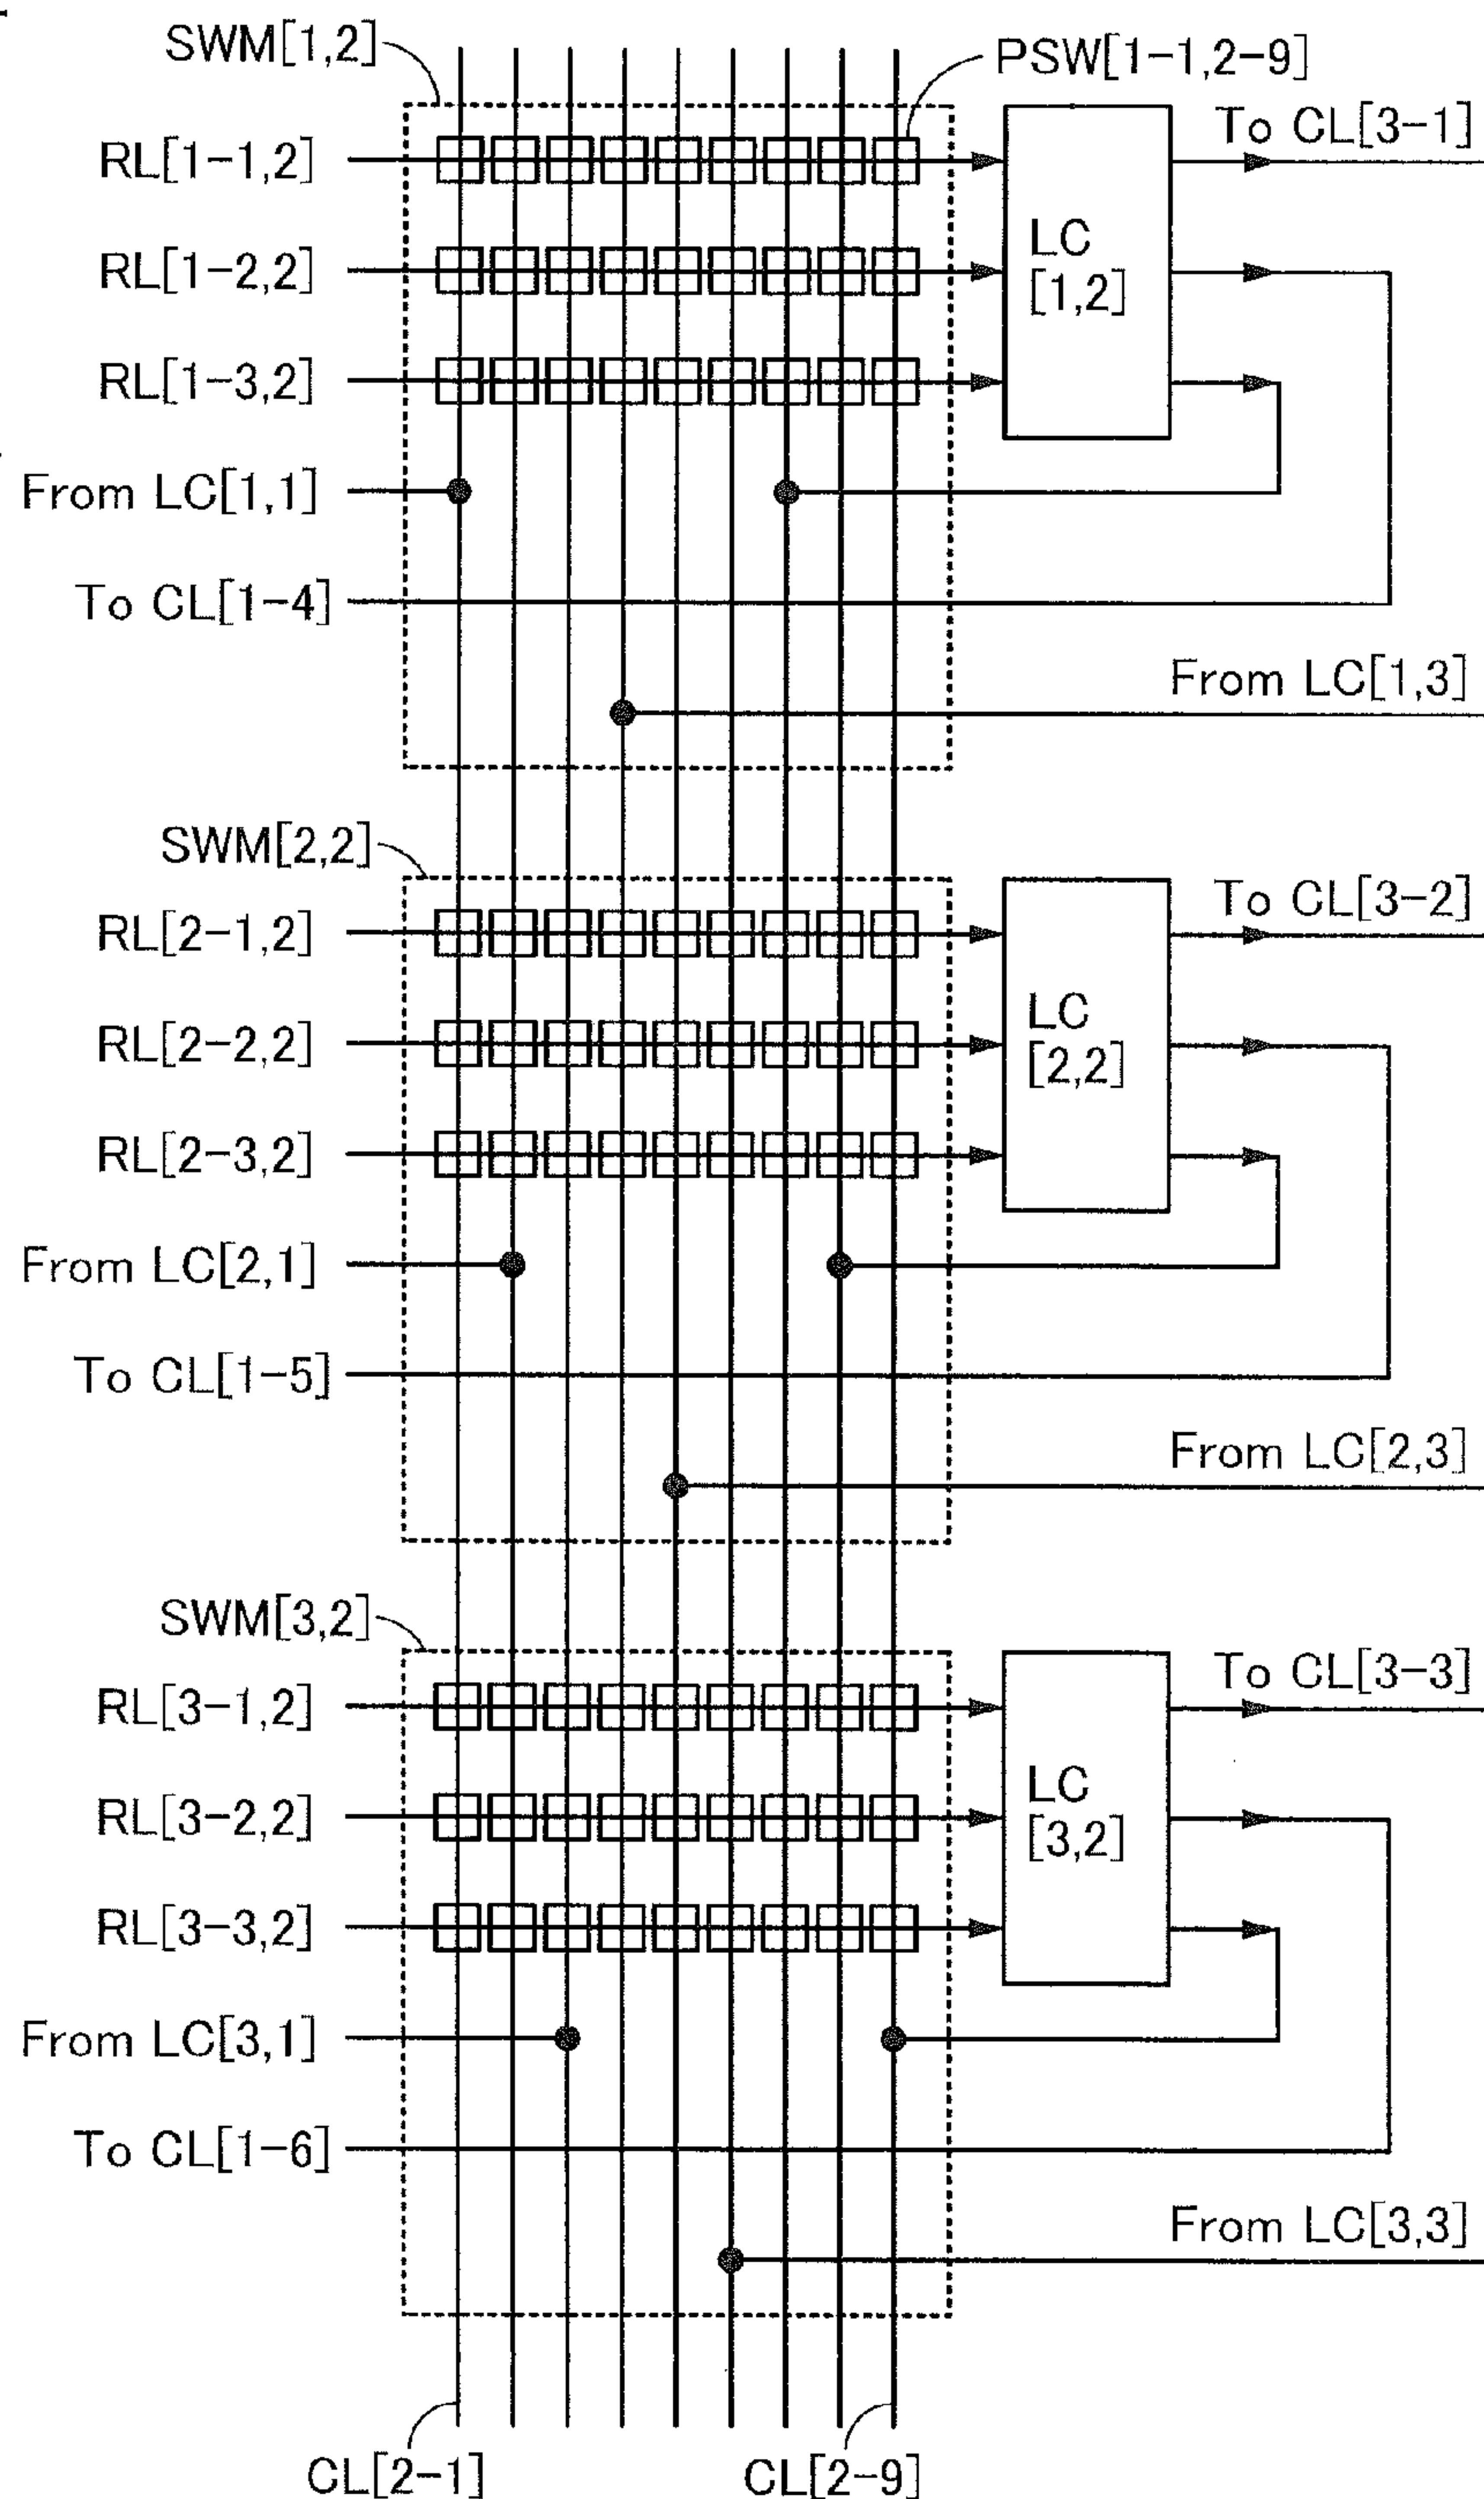 SWM[1,2]
PSW[1-1,2-9]
RL[1-1,2]
To CL[3-1]
RL[1-2,2]
LC
[1,2]
RL[1-3,2]
From LC[1,1]
To CL[1-4]
From LC[1,3]
SWM[2,2]
RL[2-1,2]
To CL[3-2]
RL[2-2,2]
LC
[2,2]
RL[2-3,2]
From LC[2,1]
To CL[1-5]
From LC[2,3]
SWM[3,2]
RL[3-1,2]
To CL[3-3]
RL[3-2,2]
LC
[3,2]
RL[3-3,2]
From LC[3,1]
To CL[1-6]
From LC[3,3]
CL[2-1]
CL[2-9]